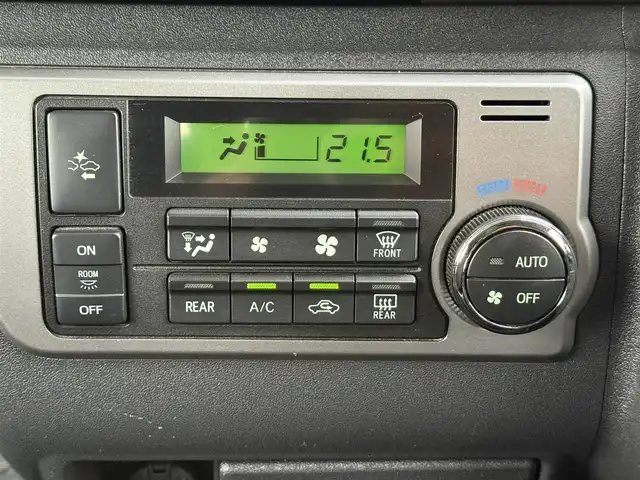 21.5
ON
ROOM
OFF
FRONT
REAR
A/C
REAR
AUTO
OFF